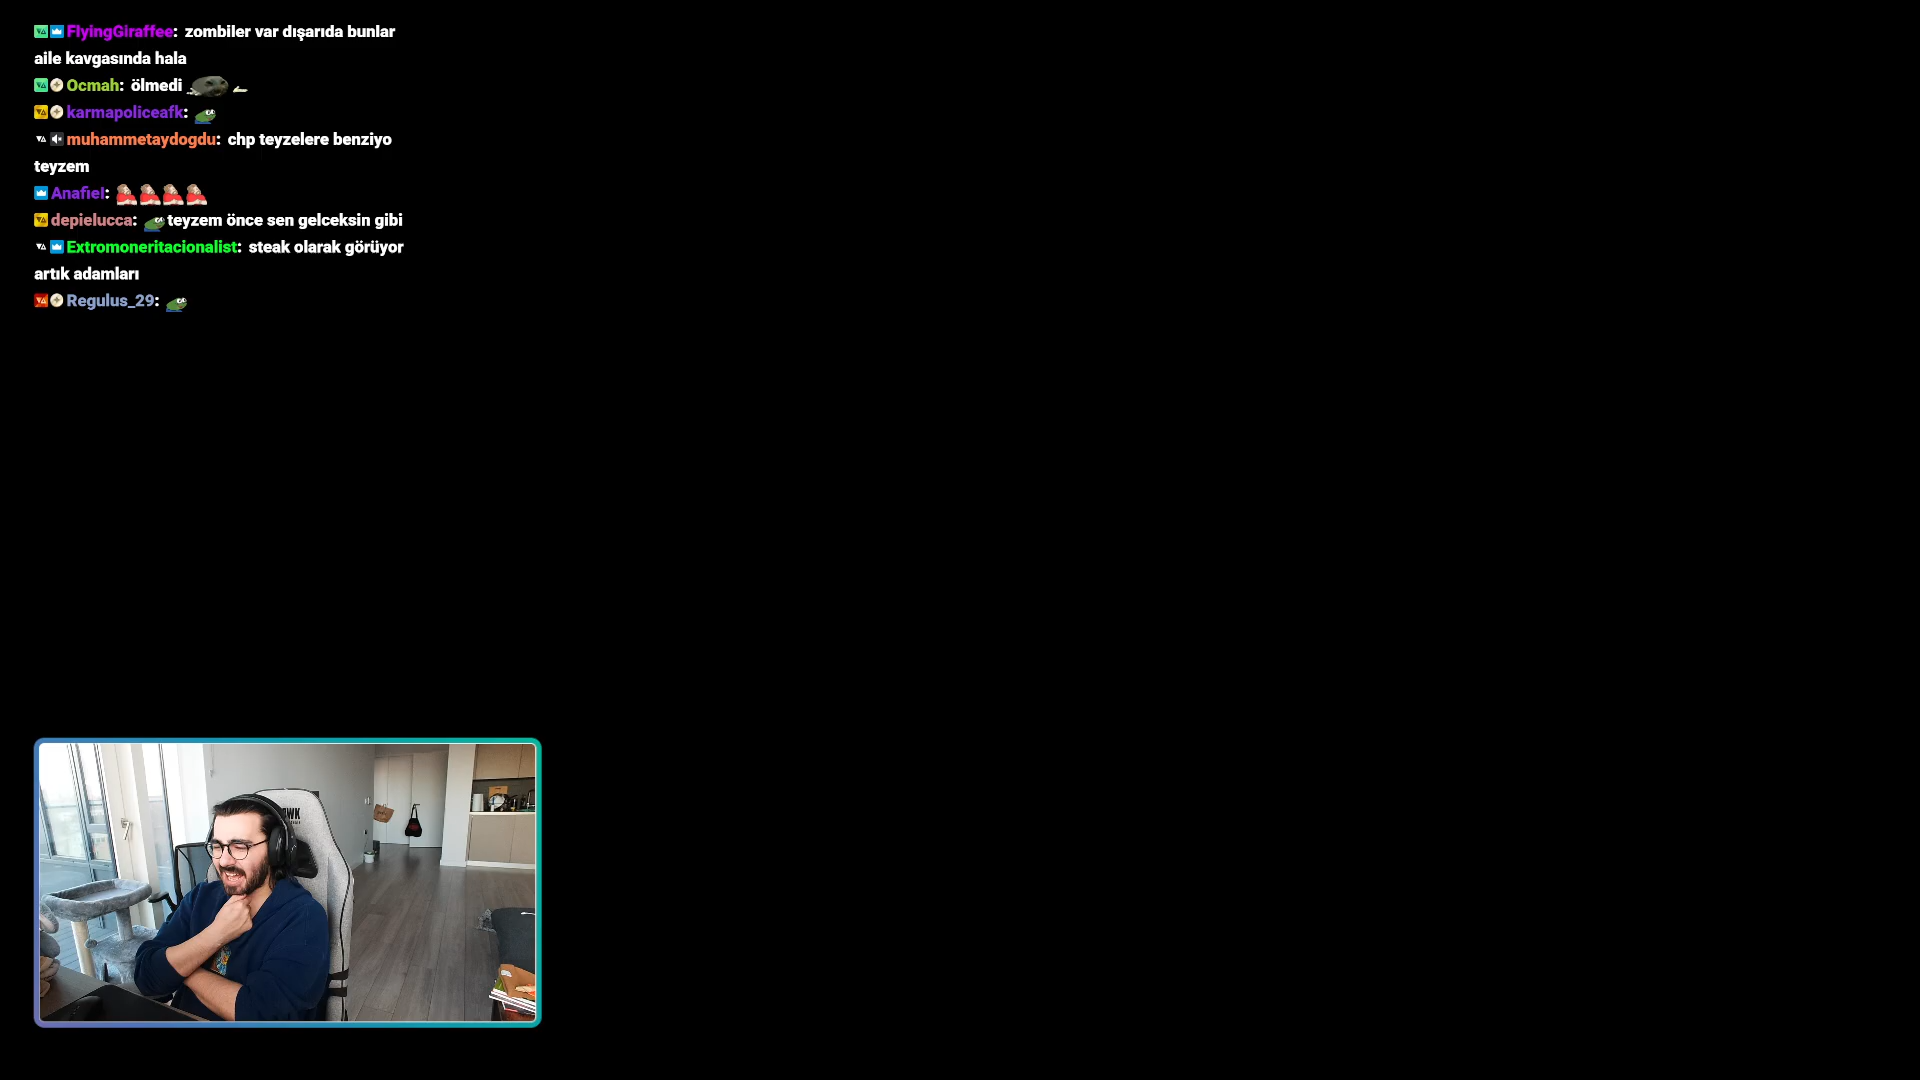 FlyingGiraffee: zombiler var dışarıda bunlar
aile kavgasında hala
Ocmah: ölmedi
karmapoliceafk:
muhammetaydogdu: chp teyzelere benziyo
teyzem
Anafiel:
depielucca: teyzem önce sen gelceksin gibi
Extromoneritacionalist: steak olarak görüyor
artık adamları
Regulus_29: